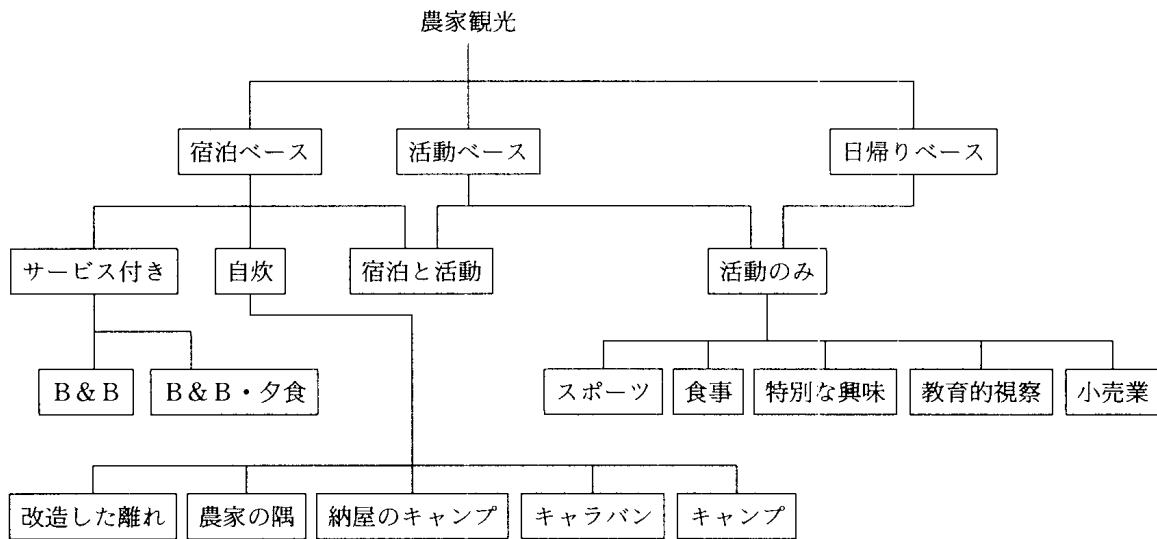 農家観光
宿泊ベース 活動ベース 日帰りベース
サービス付き 自炊 宿泊と活動 活動のみ
B&B B&B・夕食 スポーツ 食事 特別な興味 教育的視察 小売業
改造した離れ 農家の隅 納屋のキャンプ キャラバン キャンプ